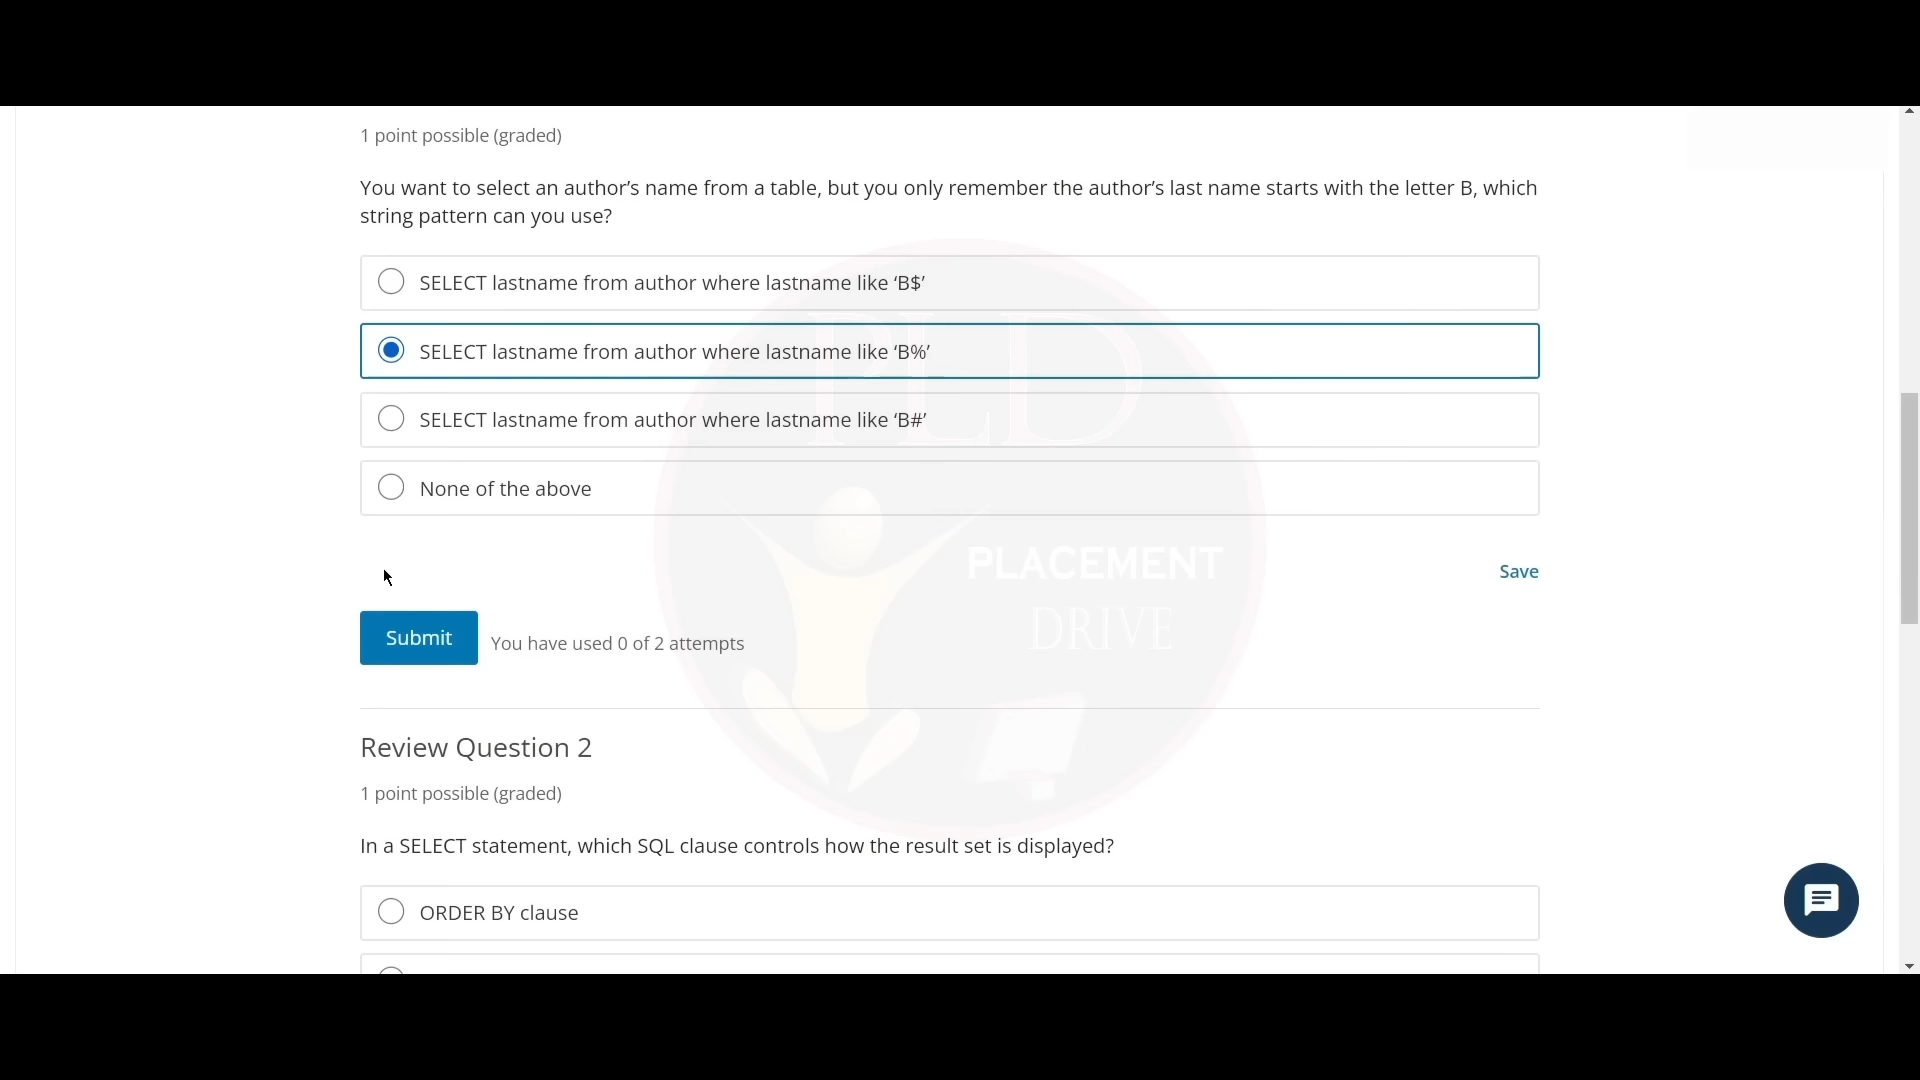 1 point possible (graded)
You want to select an author’s name from a table, but you only remember the author’s last name starts with the letter B, which
string pattern can you use?
SELECT lastname from author where lastname like ‘B$’
SELECT lastname from author where lastname like ‘B%’
SELECT lastname from author where lastname like ‘B#’
None of the above
PLD
PLACEMENT
DRIVE
Save
Submit
You have used 0 of 2 attempts
Review Question 2
1 point possible (graded)
In a SELECT statement, which SQL clause controls how the result set is displayed?
ORDER BY clause